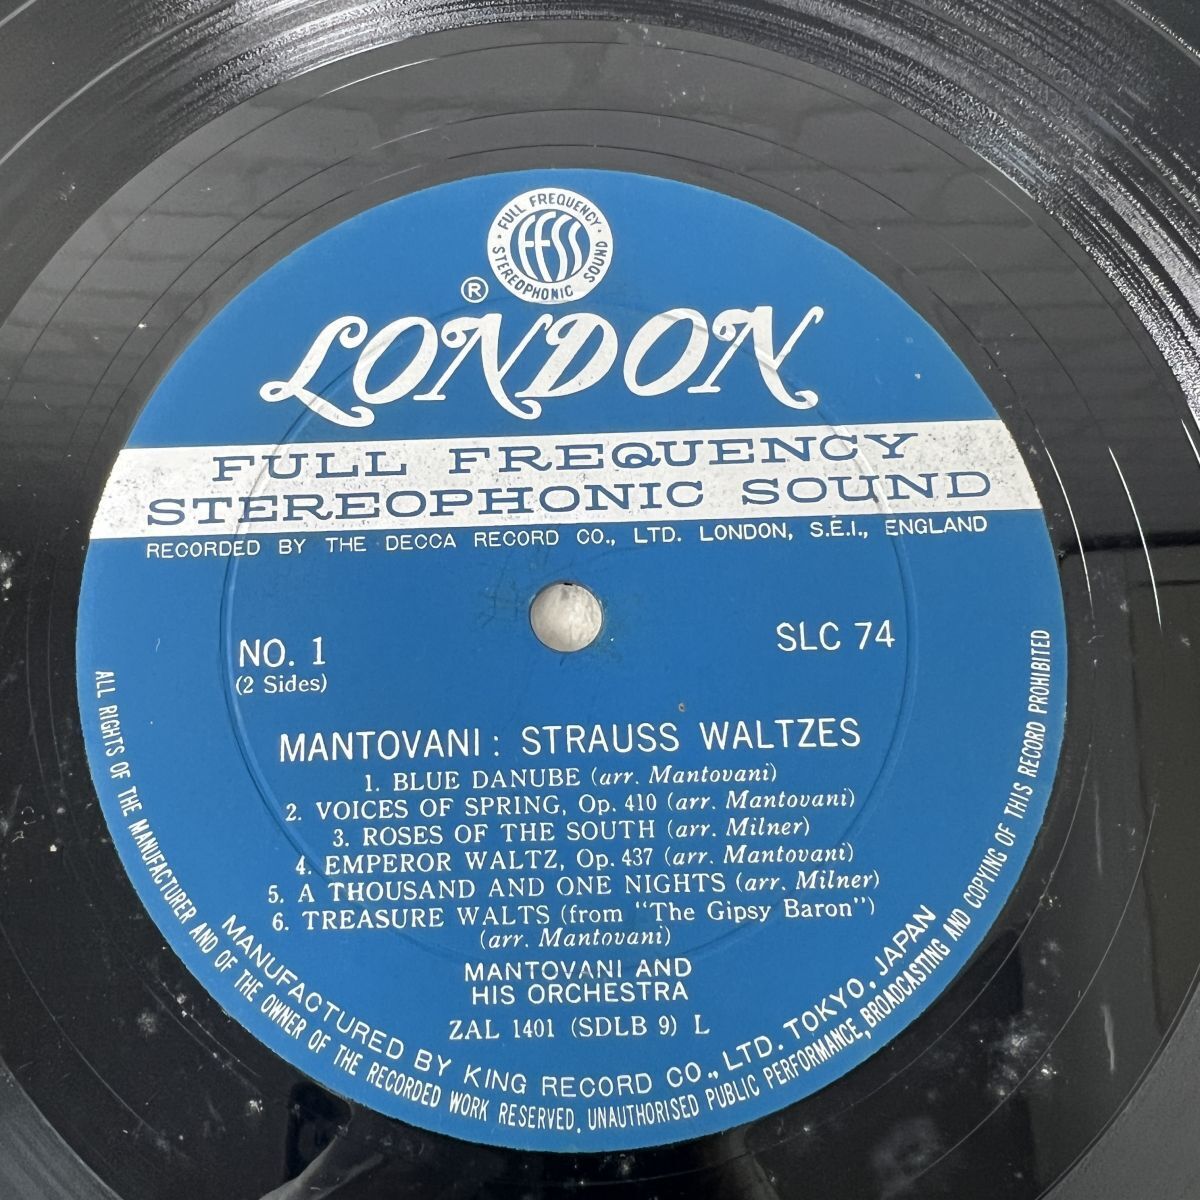 FULL FREQUENCY
STEREOPHONIC SOUND
FFSS
®
LONDON
FULL FREQUENCY
STEREOPHONIC SOUND
RECORDED BY THE DECCA RECORD CO., LTD. LONDON, S.E.I., ENGLAND
NO. 1
(2 Sides)
SLC 74
MANTOVANI : STRAUSS WALTZES
1. BLUE DANUBE (arr. Mantovani)
2. VOICES OF SPRING, Op. 410 (arr. Mantovani)
3. ROSES OF THE SOUTH (arr. Milner)
4. EMPEROR WALTZ, Op. 437 (arr. Mantovani)
5. A THOUSAND AND ONE NIGHTS (arr. Milner)
6. TREASURE WALTS (from "The Gipsy Baron")
(arr. Mantovani)
MANTOVANI AND
HIS ORCHESTRA
ZAL 1401 (SDLB 9) L
MANUFACTURED BY KING RECORD CO., LTD. TOKYO, JAPAN
ALL RIGHTS OF THE MANUFACTURER AND OF THE OWNER OF THE RECORDED WORK RESERVED. UNAUTHORISED PUBLIC PERFORMANCE, BROADCASTING AND COPYING OF THIS RECORD PROHIBITED